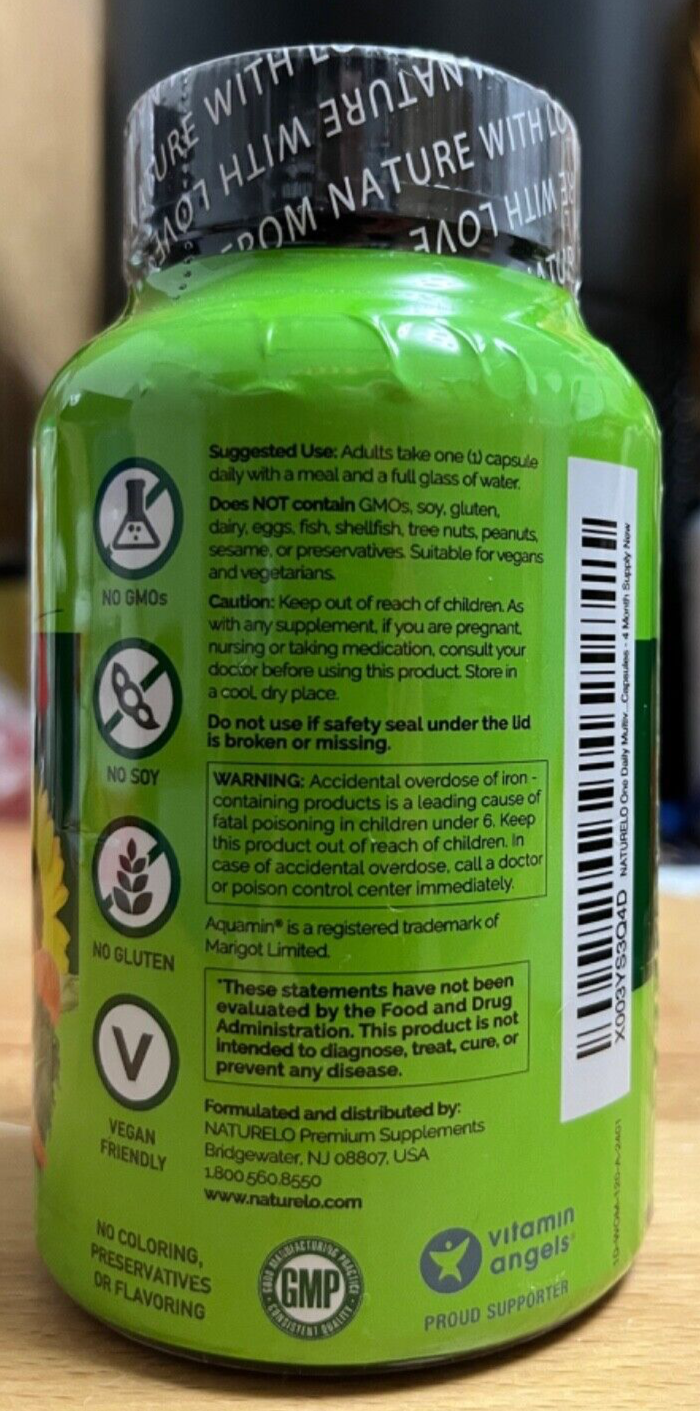 URE WITH LO
LOVE WITH NATURE
FROM NATURE WITH LO
LOVE WITH
NO GMOs
NO SOY
NO GLUTEN
V
VEGAN
FRIENDLY
NO COLORING,
PRESERVATIVES
OR FLAVORING
Suggested Use: Adults take one (1) capsule
daily with a meal and a full glass of water.
Does NOT contain GMOs, soy, gluten,
dairy, eggs, fish, shellfish, tree nuts, peanuts,
sesame, or preservatives. Suitable for vegans
and vegetarians.
Caution: Keep out of reach of children. As
with any supplement, if you are pregnant,
nursing or taking medication, consult your
doctor before using this product. Store in
a cool, dry place.
Do not use if safety seal under the lid
is broken or missing.
WARNING: Accidental overdose of iron -
containing products is a leading cause of
fatal poisoning in children under 6. Keep
this product out of reach of children. In
case of accidental overdose, call a doctor
or poison control center immediately.
Aquamin® is a registered trademark of
Marigot Limited.
*These statements have not been
evaluated by the Food and Drug
Administration. This product is not
intended to diagnose, treat, cure, or
prevent any disease.
Formulated and distributed by:
NATURELO Premium Supplements
Bridgewater, NJ 08807, USA
1.800.560.8550
www.naturelo.com
GOOD MANUFACTURING PRACTICE
GMP
CONSISTENT QUALITY
vitamin
angels
PROUD SUPPORTER
X003YS3Q4D
NATURELO One Daily Multiv...Capsules - 4 Month Supply
New